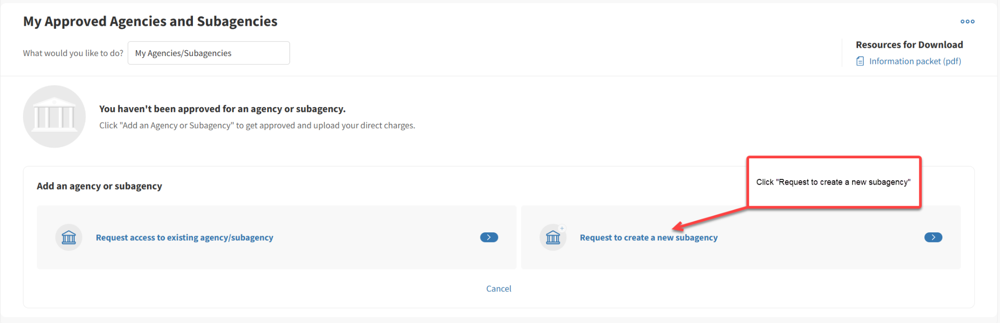 My Approved Agencies and Subagencies
What would you like to do? My Agencies/Subagencies
Resources for Download
Information packet (pdf)
You haven't been approved for an agency or subagency.
Click "Add an Agency or Subagency" to get approved and upload your direct charges.
Add an agency or subagency
Click "Request to create a new subagency"
Request access to existing agency/subagency
Request to create a new subagency
Cancel